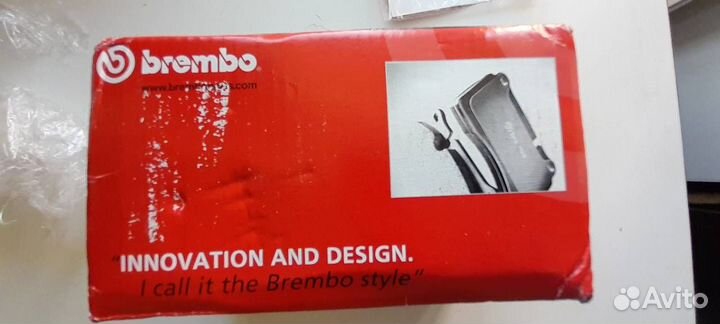 brembo
INNOVATION AND DESIGN.
I call it the Brembo style"
Avito